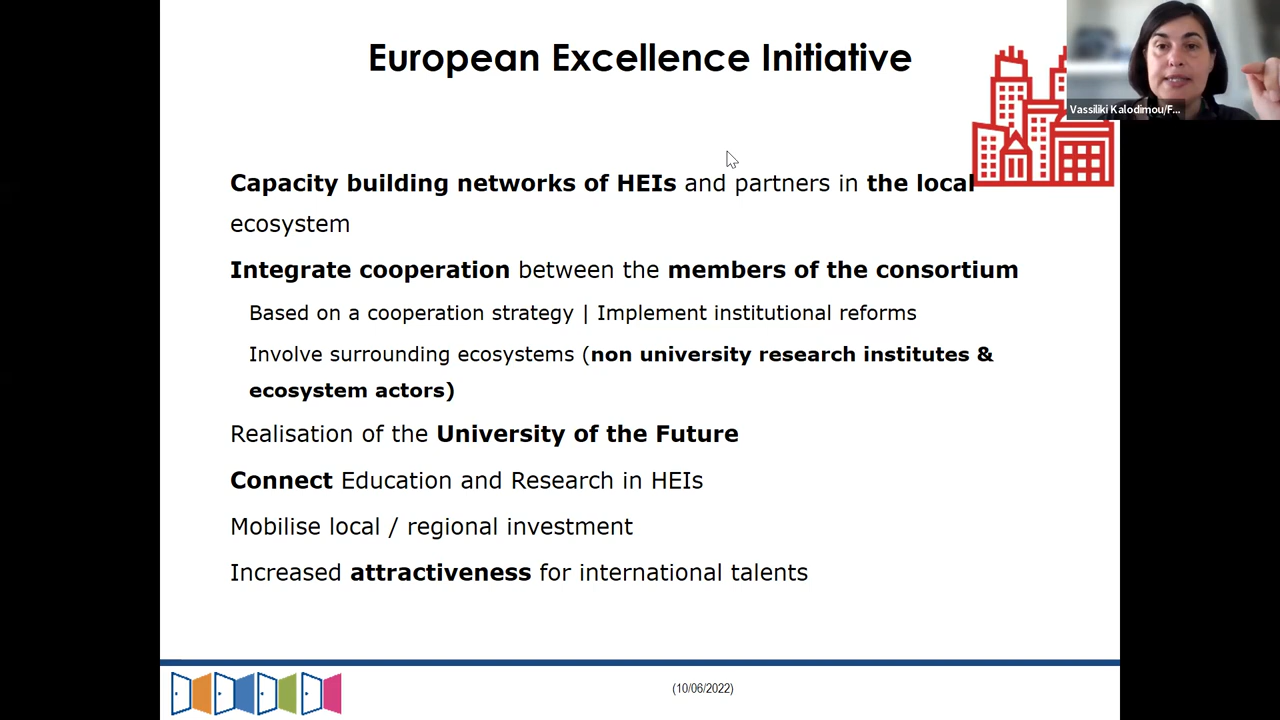 European Excellence Initiative
Vassiliki Kalodimou/F...
Capacity building networks of HEIs and partners in the local
ecosystem
Integrate cooperation between the members of the consortium
Based on a cooperation strategy | Implement institutional reforms
Involve surrounding ecosystems (non university research institutes &
ecosystem actors)
Realisation of the University of the Future
Connect Education and Research in HEIs
Mobilise local / regional investment
Increased attractiveness for international talents
(10/06/2022)